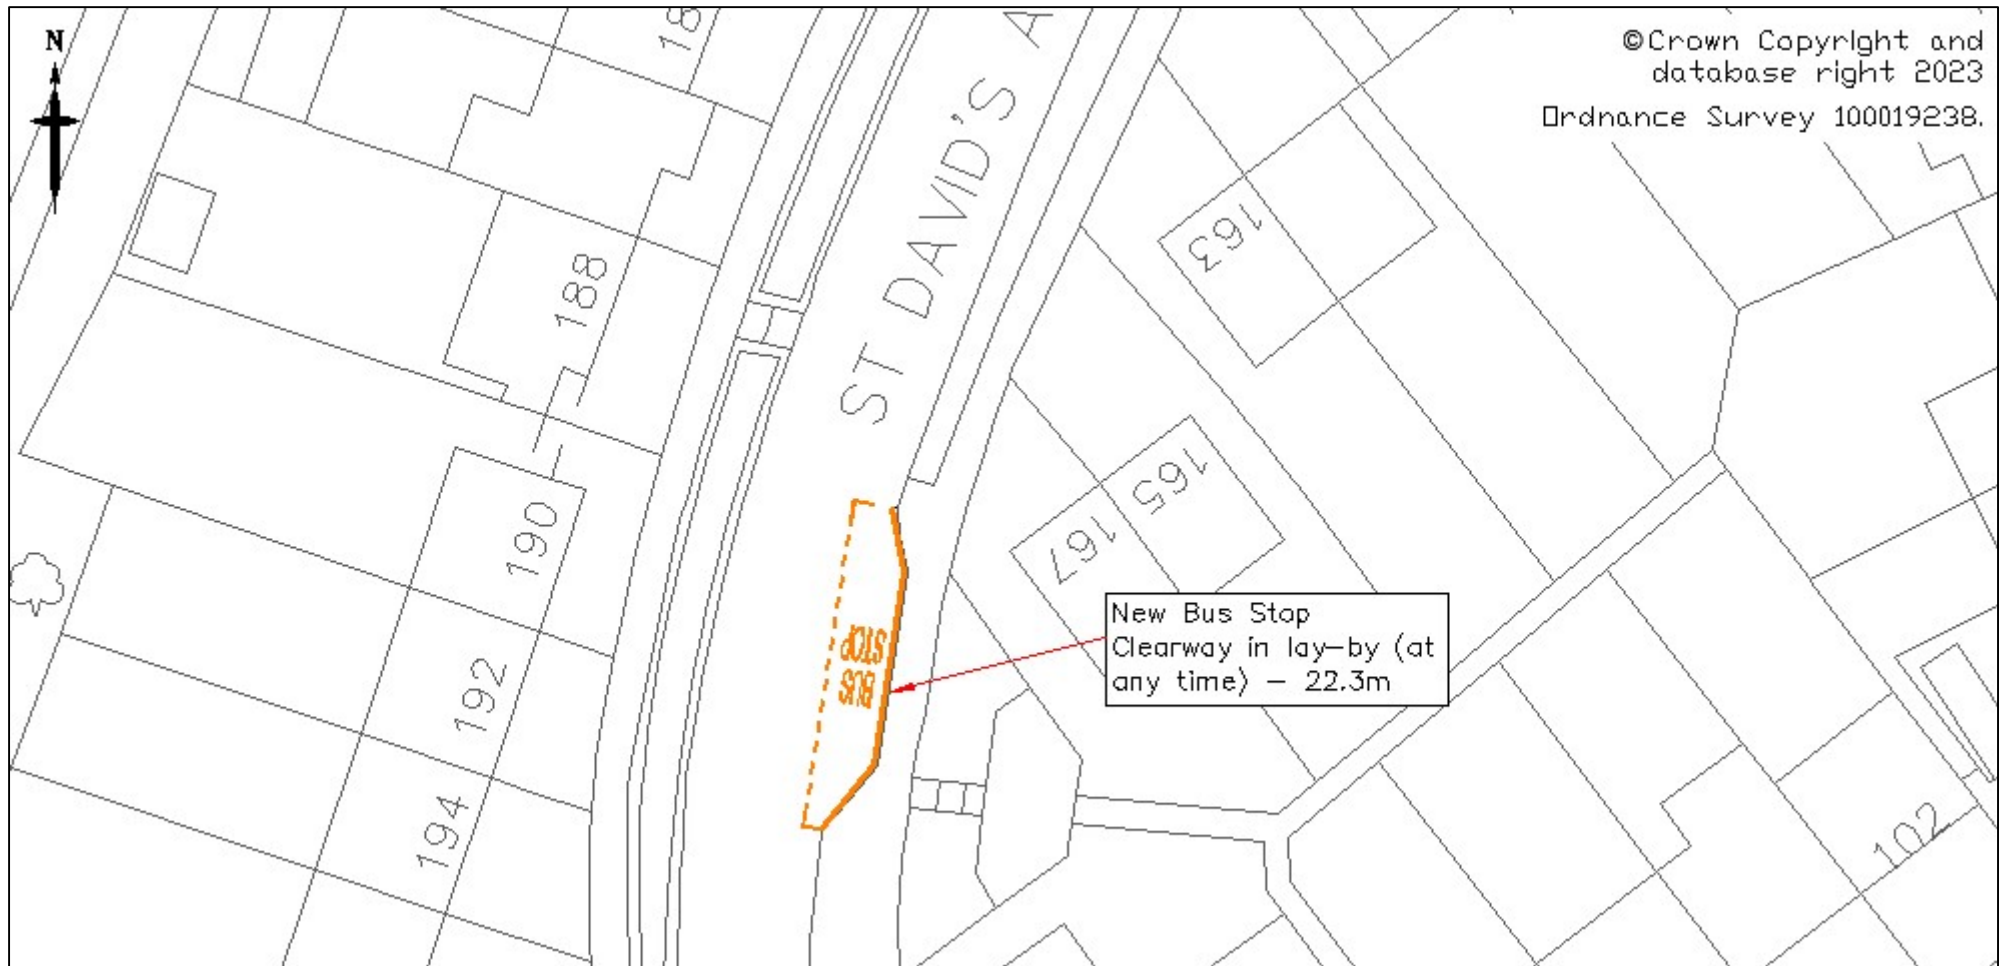 N
©Crown Copyright and
database right 2023
Ordnance Survey 100019238.
18
ST DAVID'S A
163
188
165
167
190
New Bus Stop
Clearway in lay-by (at
any time) - 22.3m
BUS
STOP
192
194
102